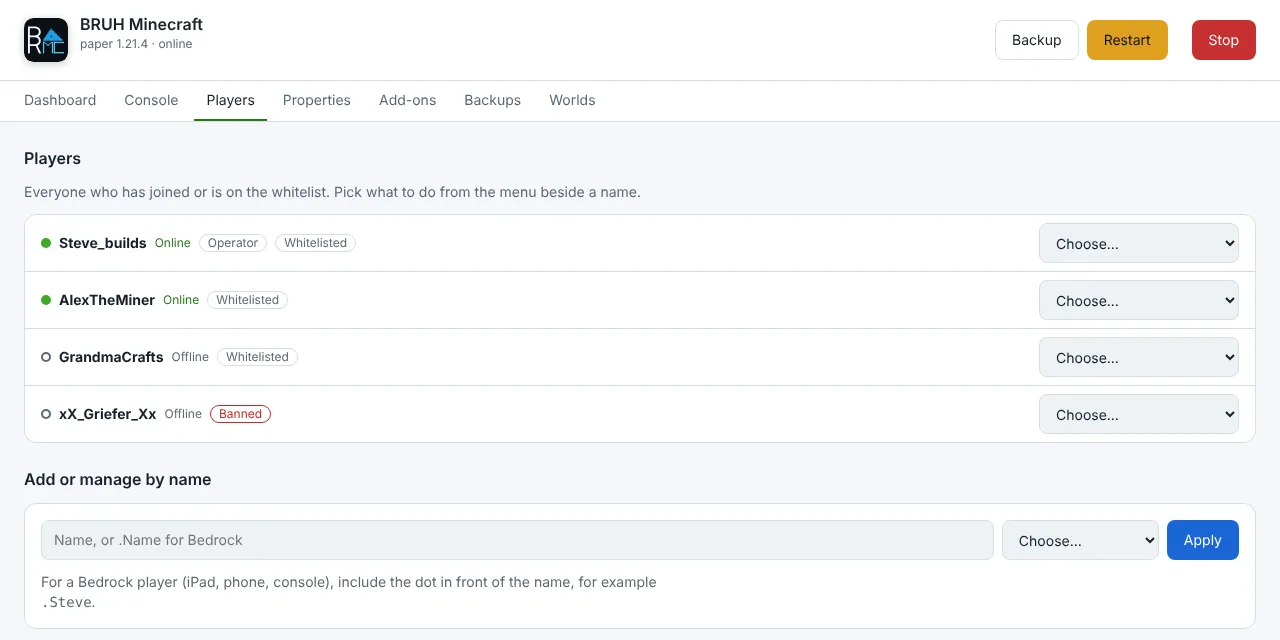 RMC
BRUH Minecraft
paper 1.21.4 · online
Backup
Restart
Stop
Dashboard
Console
Players
Properties
Add-ons
Backups
Worlds
Players
Everyone who has joined or is on the whitelist. Pick what to do from the menu beside a name.
Steve_builds Online Operator Whitelisted Choose...
AlexTheMiner Online Whitelisted Choose...
GrandmaCrafts Offline Whitelisted Choose...
xX_Griefer_Xx Offline Banned Choose...
Add or manage by name
Name, or .Name for Bedrock Choose... Apply
For a Bedrock player (iPad, phone, console), include the dot in front of the name, for example
.Steve.